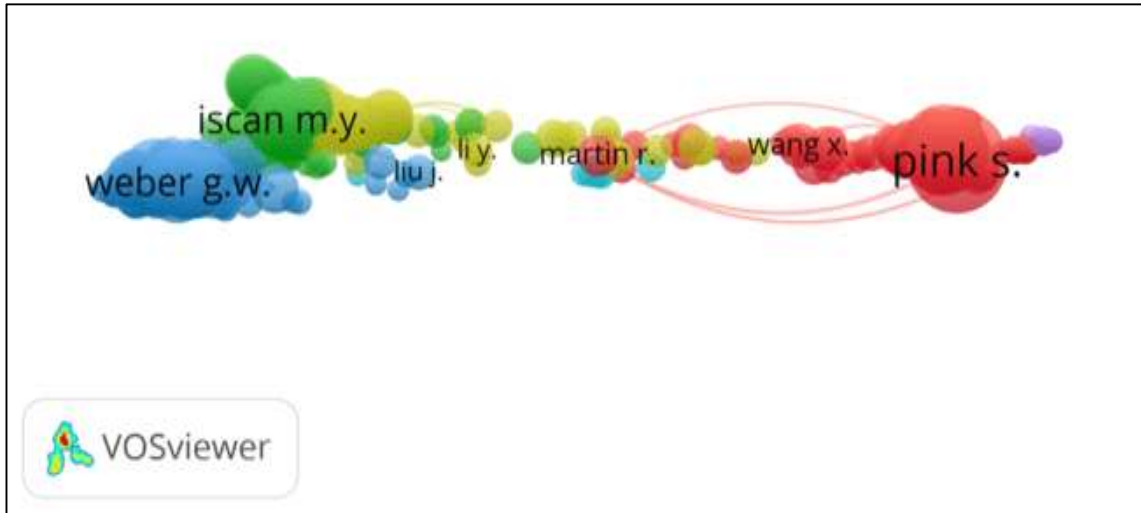 iscan m.y.
weber g.w.
liu j.
li y.
martin r.
wang x.
pink s.
VOSviewer